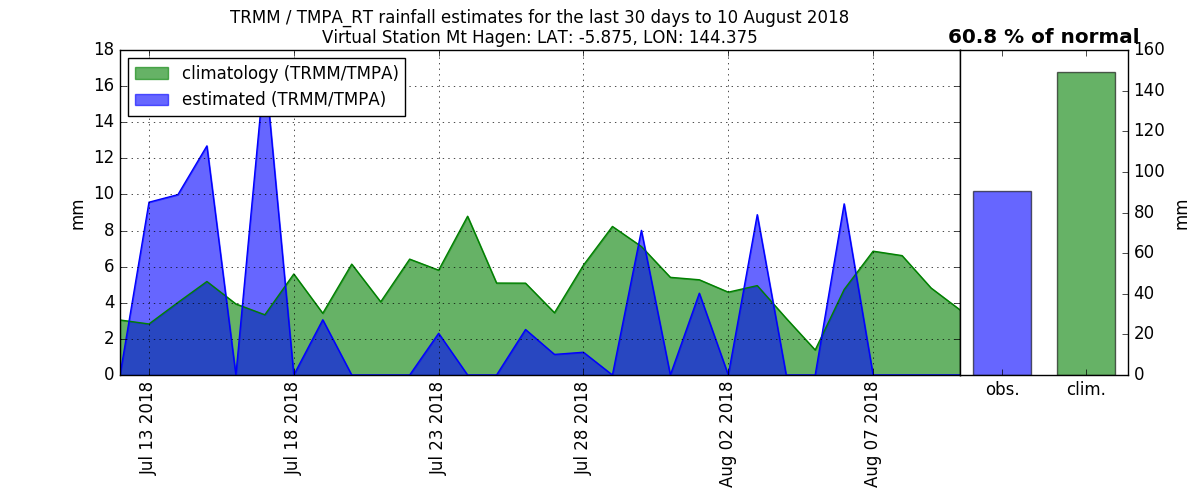 TRMM / TMPA_RT rainfall estimates for the last 30 days to 10 August 2018
Virtual Station Mt Hagen: LAT: -5.875, LON: 144.375
60.8 % of normal
climatology (TRMM/TMPA)
estimated (TRMM/TMPA)
mm
18
16
14
12
10
8
6
4
2
0
Jul 13 2018
Jul 18 2018
Jul 23 2018
Jul 28 2018
Aug 02 2018
Aug 07 2018
160
140
120
100
80
60
40
20
0
mm
obs.
clim.